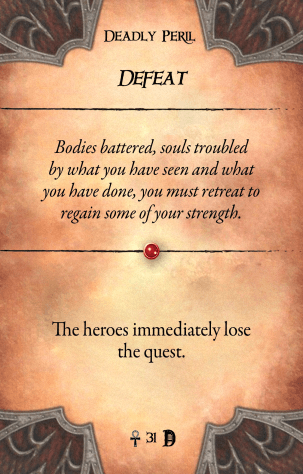 Deadly Peril
Defeat
Bodies battered, souls troubled
by what you have seen and what
you have done, you must retreat to
regain some of your strength.
The heroes immediately lose
the quest.
31 D